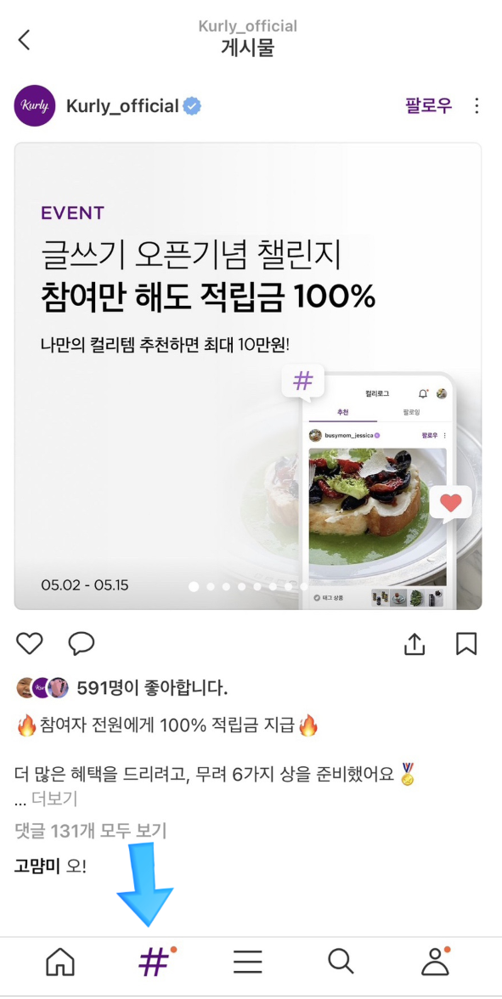 Kurly_official
게시물
Kurly
Kurly_official
팔로우
EVENT
글쓰기 오픈기념 챌린지
참여만 해도 적립금 100%
나만의 컬리템 추천하면 최대 10만원!
#
컬리로그
추천 팔로잉
busymom_jessica
팔로우
태그 상품
05.02 - 05.15
591명이 좋아합니다.
🔥참여자 전원에게 100% 적립금 지급🔥
더 많은 혜택을 드리려고, 무려 6가지 상을 준비했어요🏅
... 더보기
댓글 131개 모두 보기
고먐미 오!
#